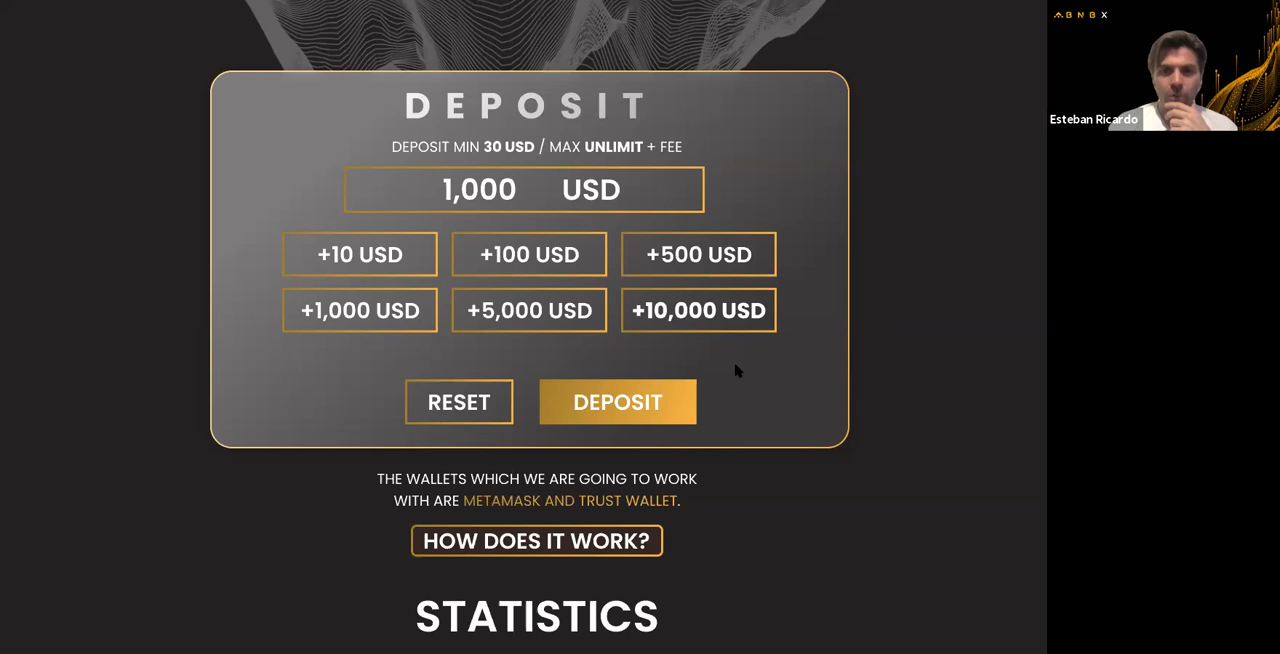 DEPOSIT
DEPOSIT MIN 30 USD / MAX UNLIMIT + FEE
1,000 USD
+10 USD +100 USD +500 USD
+1,000 USD +5,000 USD +10,000 USD
RESET DEPOSIT
THE WALLETS WHICH WE ARE GOING TO WORK
WITH ARE METAMASK AND TRUST WALLET.
HOW DOES IT WORK?
STATISTICS
BNB X
Esteban Ricardo